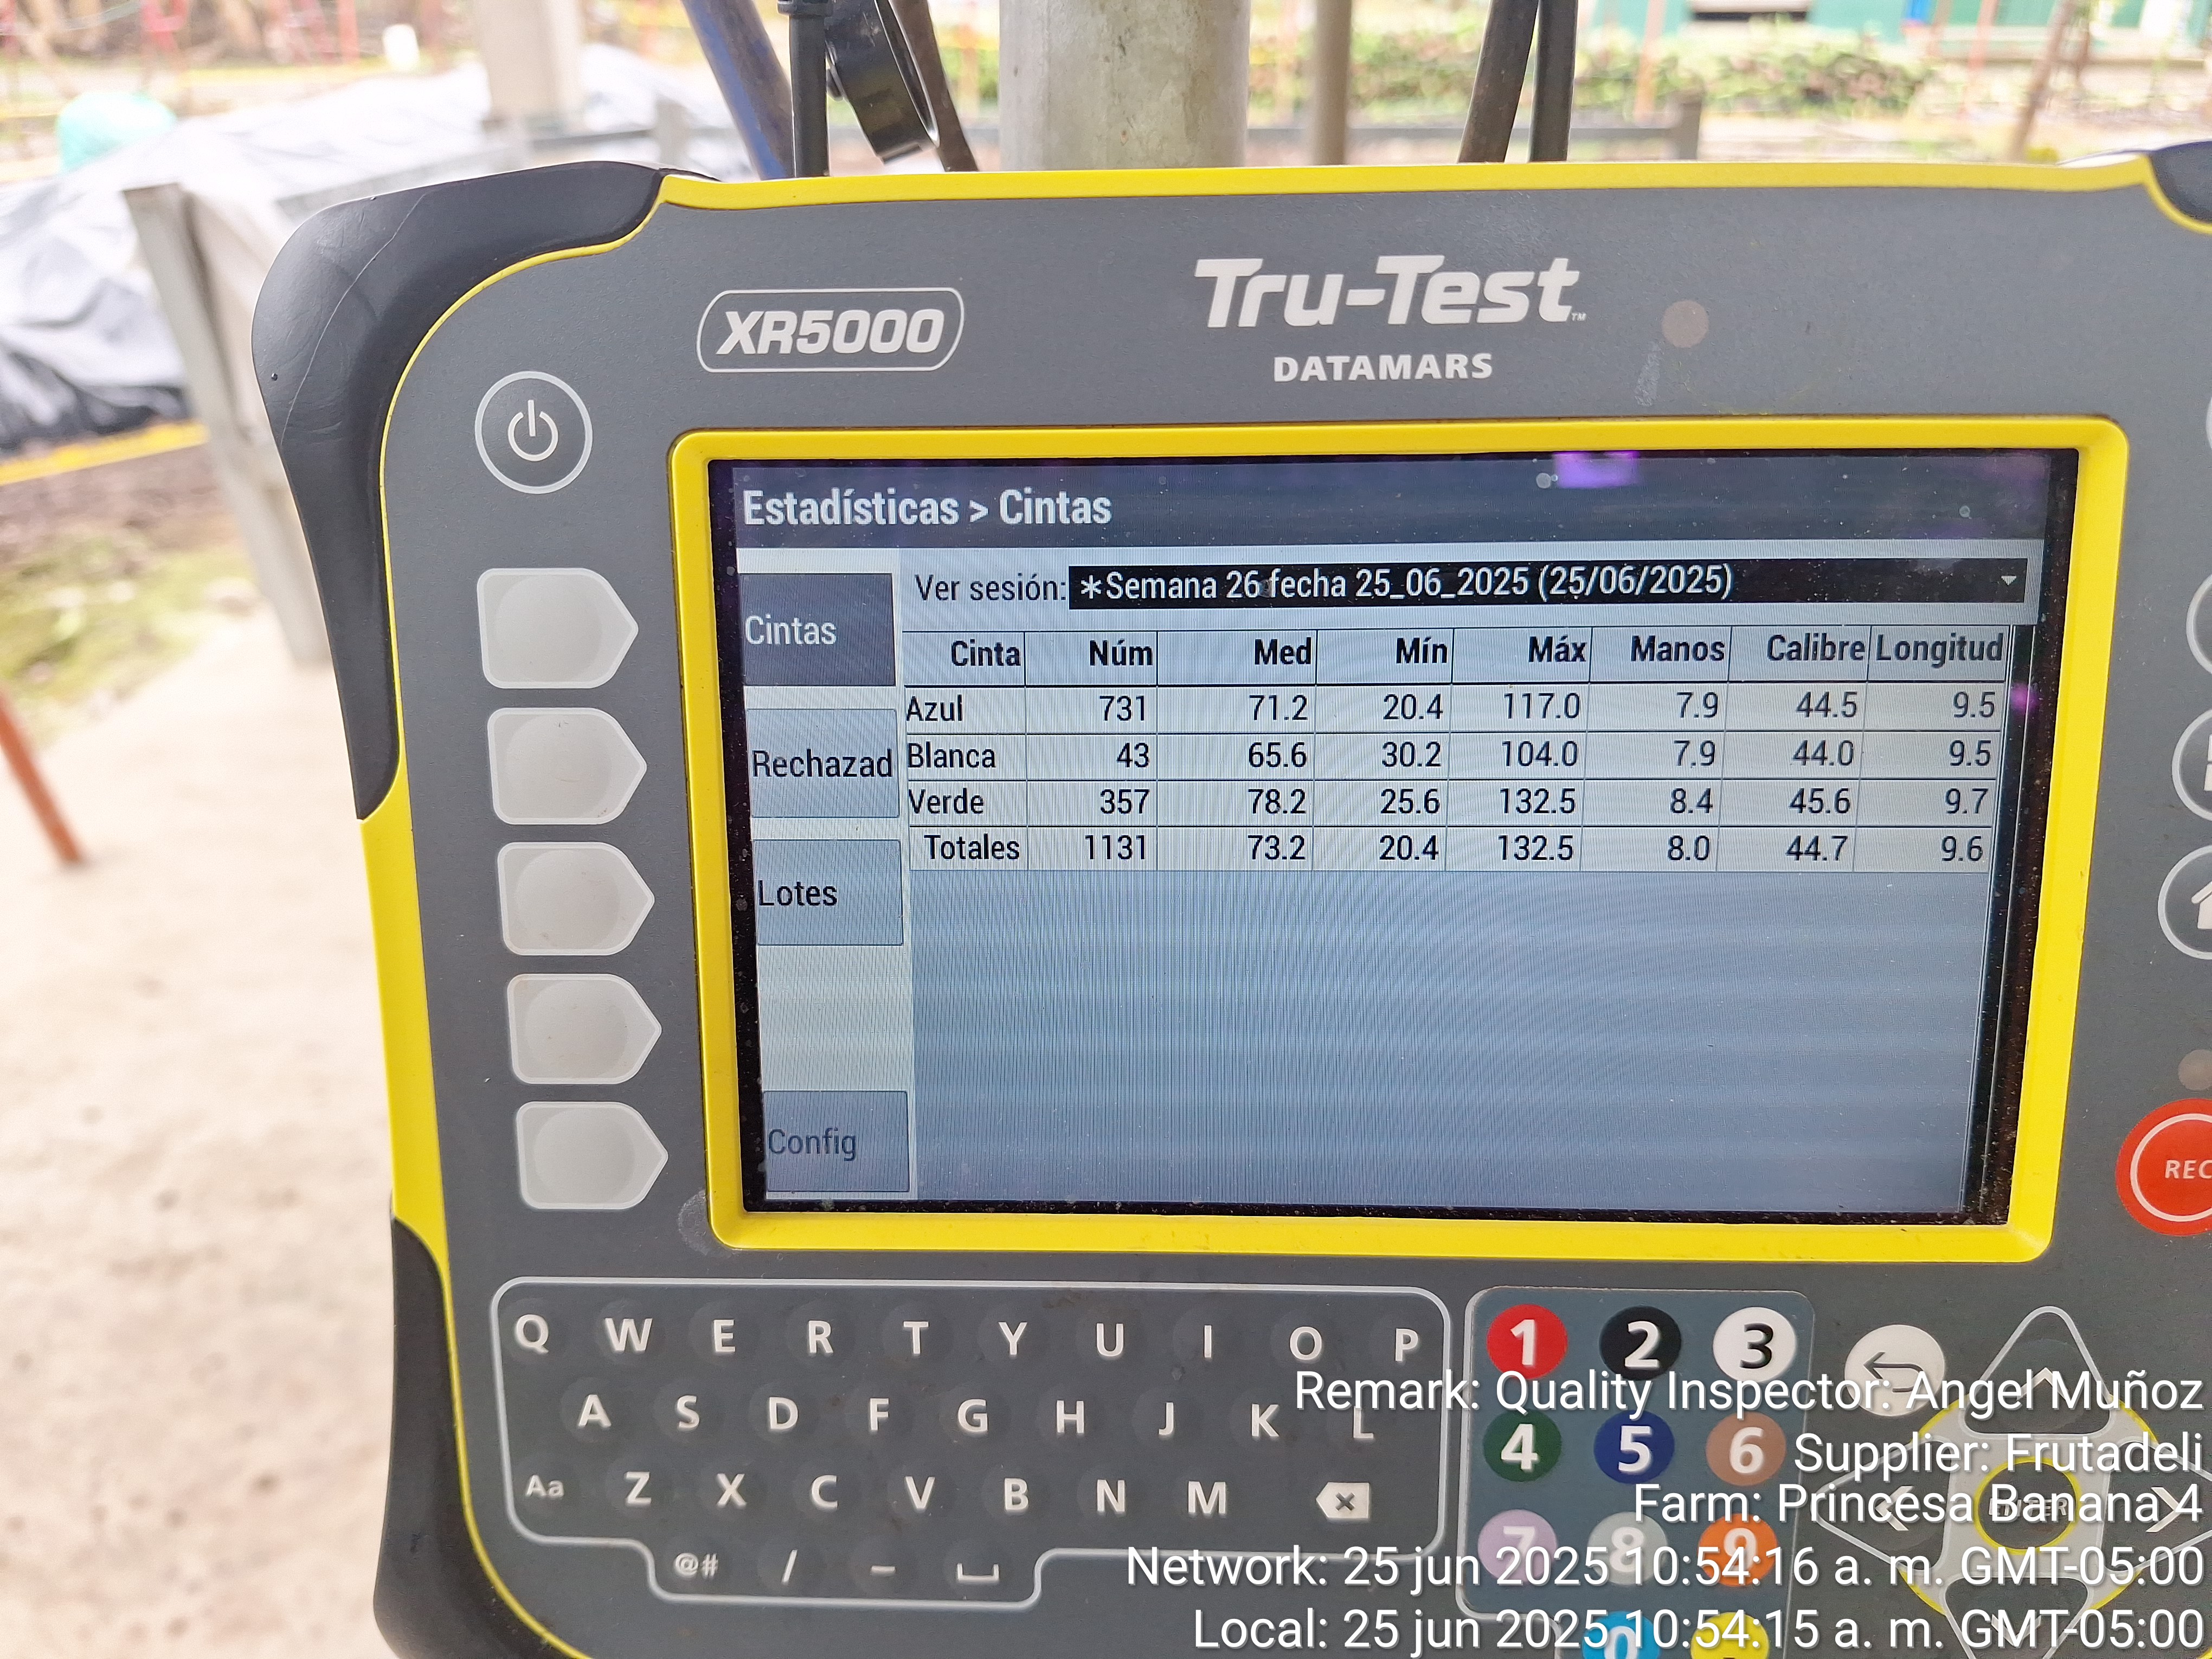 XR5000
Tru-Test™
DATAMARS
Estadísticas > Cintas
Cintas
Ver sesión: *Semana 26 fecha 25_06_2025 (25/06/2025)
Cinta Núm Med Mín Máx Manos Calibre Longitud
Azul 731 71.2 20.4 117.0 7.9 44.5 9.5
Rechazad
Blanca 43 65.6 30.2 104.0 7.9 44.0 9.5
Verde 357 78.2 25.6 132.5 8.4 45.6 9.7
Totales 1131 73.2 20.4 132.5 8.0 44.7 9.6
Lotes
Config
REC
Q W E R T Y U I O P
A S D F G H J K L
Aa Z X C V B N M
@# / –
1 2 3
4 5 6
7 8 9
0
ENTER
Remark: Quality Inspector: Angel Muñoz
Supplier: Frutadeli
Farm: Princesa Banana 4
Network: 25 jun 2025 10:54:16 a. m. GMT-05:00
Local: 25 jun 2025 10:54:15 a. m. GMT-05:00